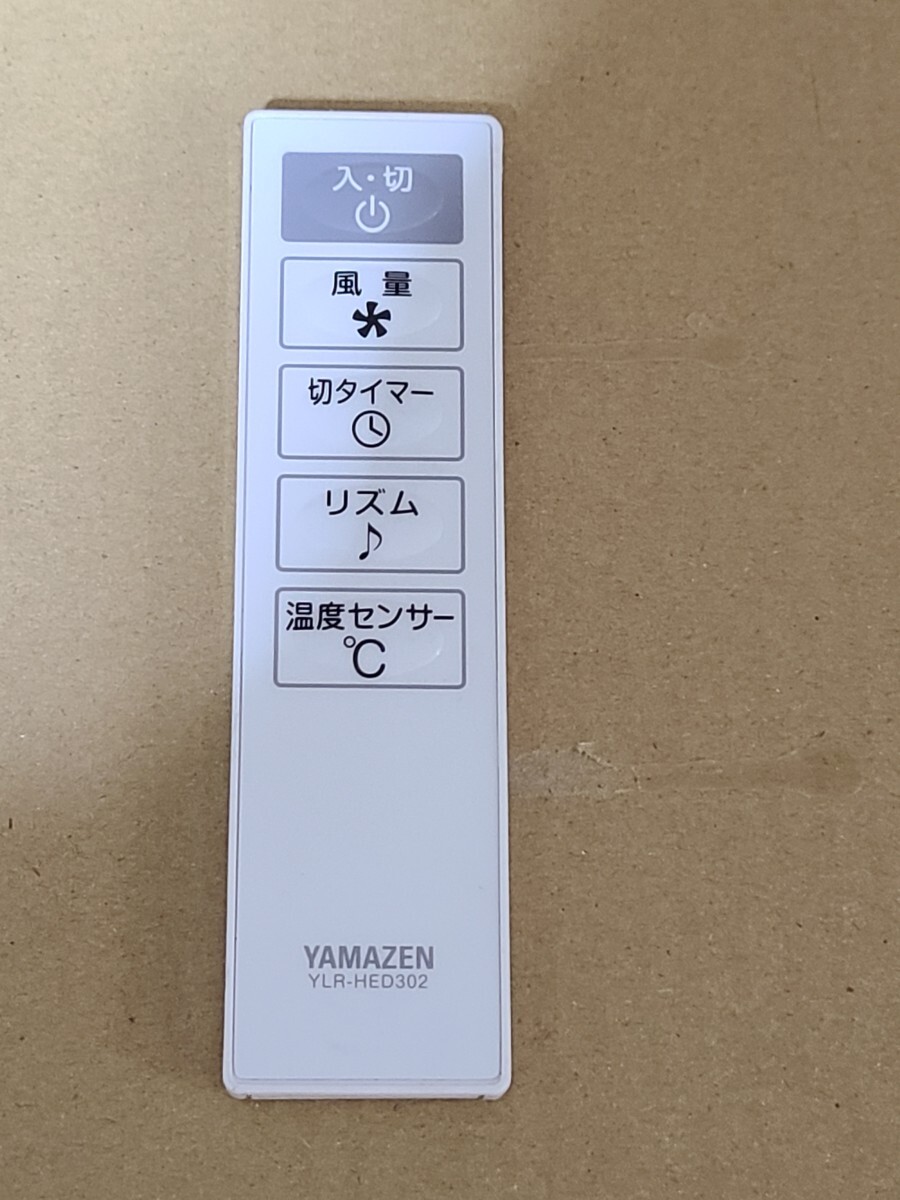 入・切
風量
切タイマー
リズム
温度センサー
℃
YAMAZEN
YLR-HED302